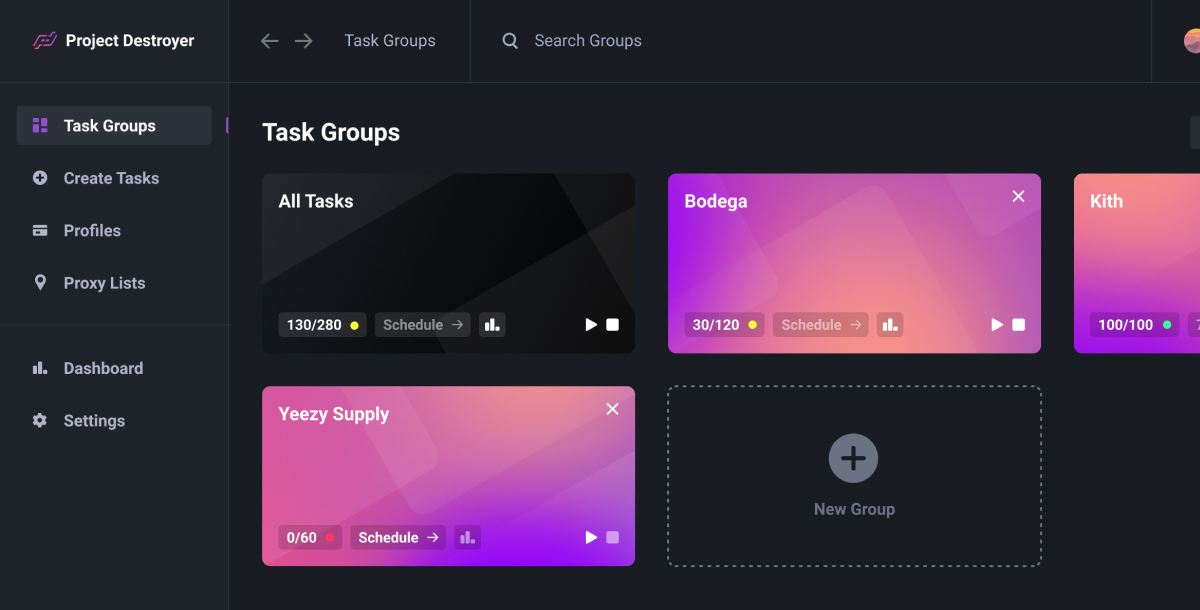 Project Destroyer
Task Groups
Search Groups
Task Groups
Create Tasks
Profiles
Proxy Lists
Dashboard
Settings
Task Groups
All Tasks
130/280
Schedule
Bodega
30/120
Schedule
Kith
100/100
Yeezy Supply
0/60
Schedule
New Group